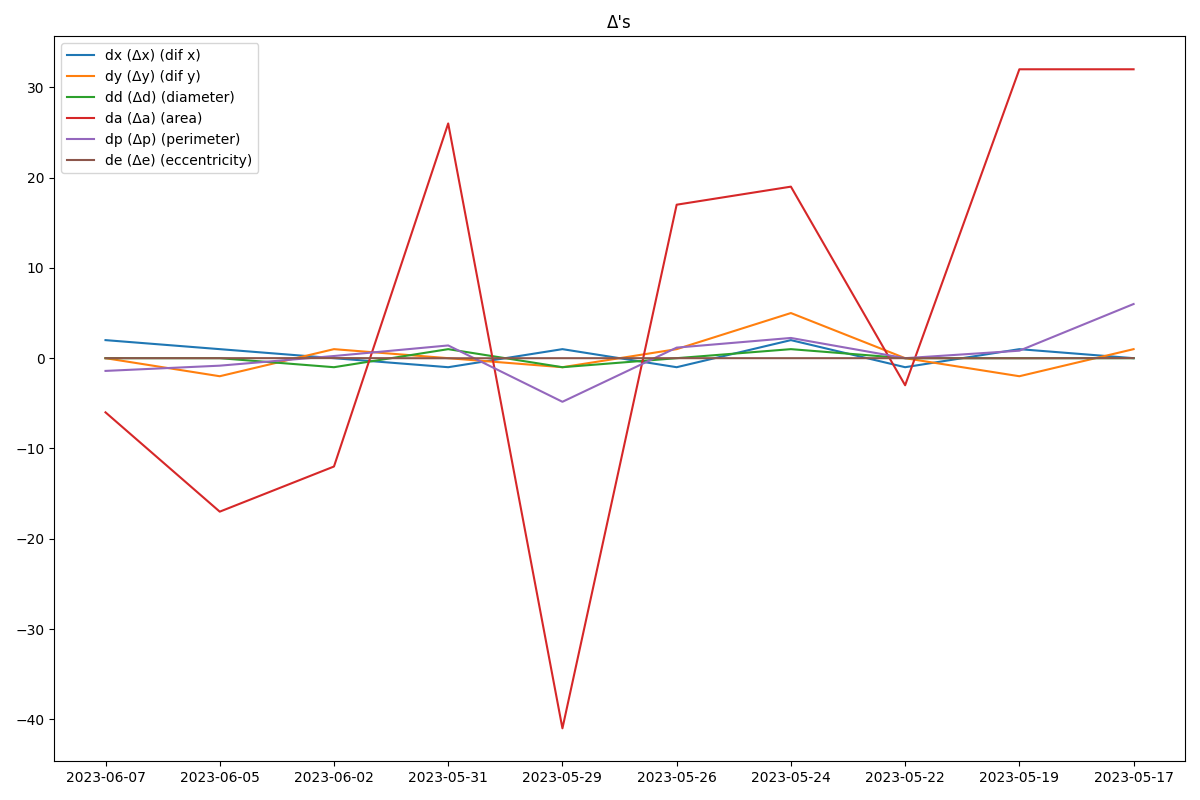 Δ's
dx (Δx) (dif x)
dy (Δy) (dif y)
dd (Δd) (diameter)
da (Δa) (area)
dp (Δp) (perimeter)
de (Δe) (eccentricity)
30
20
10
0
−10
−20
−30
−40
2023-06-07 2023-06-05 2023-06-02 2023-05-31 2023-05-29 2023-05-26 2023-05-24 2023-05-22 2023-05-19 2023-05-17